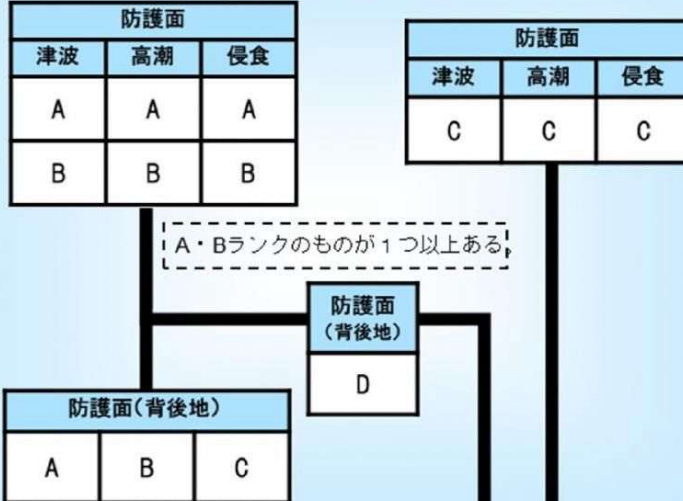 防護面
津波 高潮 侵食
A A A
B B B
防護面
津波 高潮 侵食
C C C
A・Bランクのものが1つ以上ある
防護面
(背後地)
D
防護面(背後地)
A B C